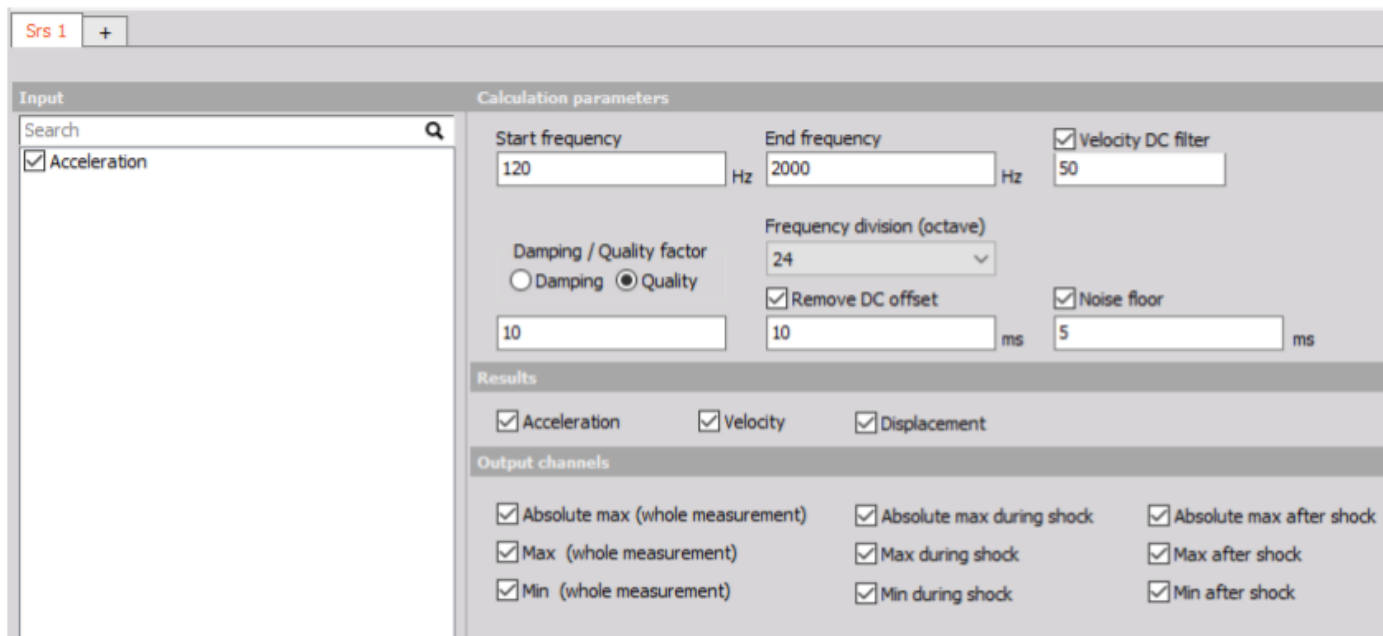 Srs 1 +
Input
Search
Acceleration
Calculation parameters
Start frequency End frequency Velocity DC filter
120 Hz 2000 Hz 50
Frequency division (octave)
Damping / Quality factor 24
Damping Quality
Remove DC offset Noise floor
10 10 ms 5 ms
Results
Acceleration Velocity Displacement
Output channels
Absolute max (whole measurement) Absolute max during shock Absolute max after shock
Max (whole measurement) Max during shock Max after shock
Min (whole measurement) Min during shock Min after shock